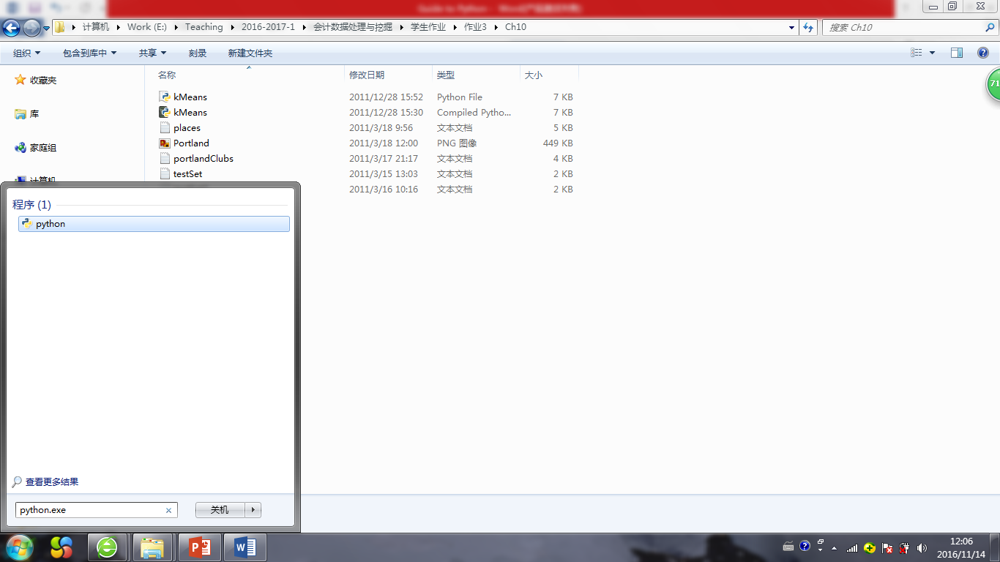 Guide to Python - Word(产品激活失败)
计算机 Work (E:) Teaching 2016-2017-1 会计数据处理与挖掘 学生作业 作业3 Ch10
搜索 Ch10
组织 包含到库中 共享 刻录 新建文件夹
收藏夹
库
家庭组
计算机
名称 修改日期 类型 大小
kMeans 2011/12/28 15:52 Python File 7 KB
kMeans 2011/12/28 15:30 Compiled Pytho... 7 KB
places 2011/3/18 9:56 文本文档 5 KB
Portland 2011/3/18 12:00 PNG 图像 449 KB
portlandClubs 2011/3/17 21:17 文本文档 4 KB
testSet 2011/3/15 13:03 文本文档 2 KB
2011/3/16 10:16 文本文档 2 KB
71
程序 (1)
python
查看更多结果
python.exe
关机
12:06
2016/11/14